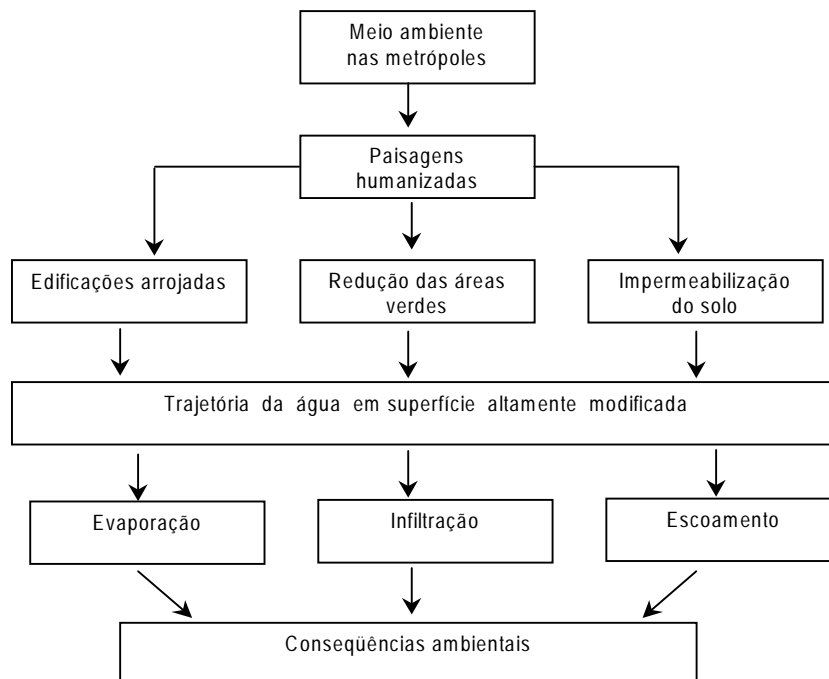 Meio ambiente
nas metrópoles
Paisagens
humanizadas
Edificações arrojadas
Redução das áreas
verdes
Impermeabilização
do solo
Trajetória da água em superfície altamente modificada
Evaporação
Infiltração
Escoamento
Conseqüências ambientais